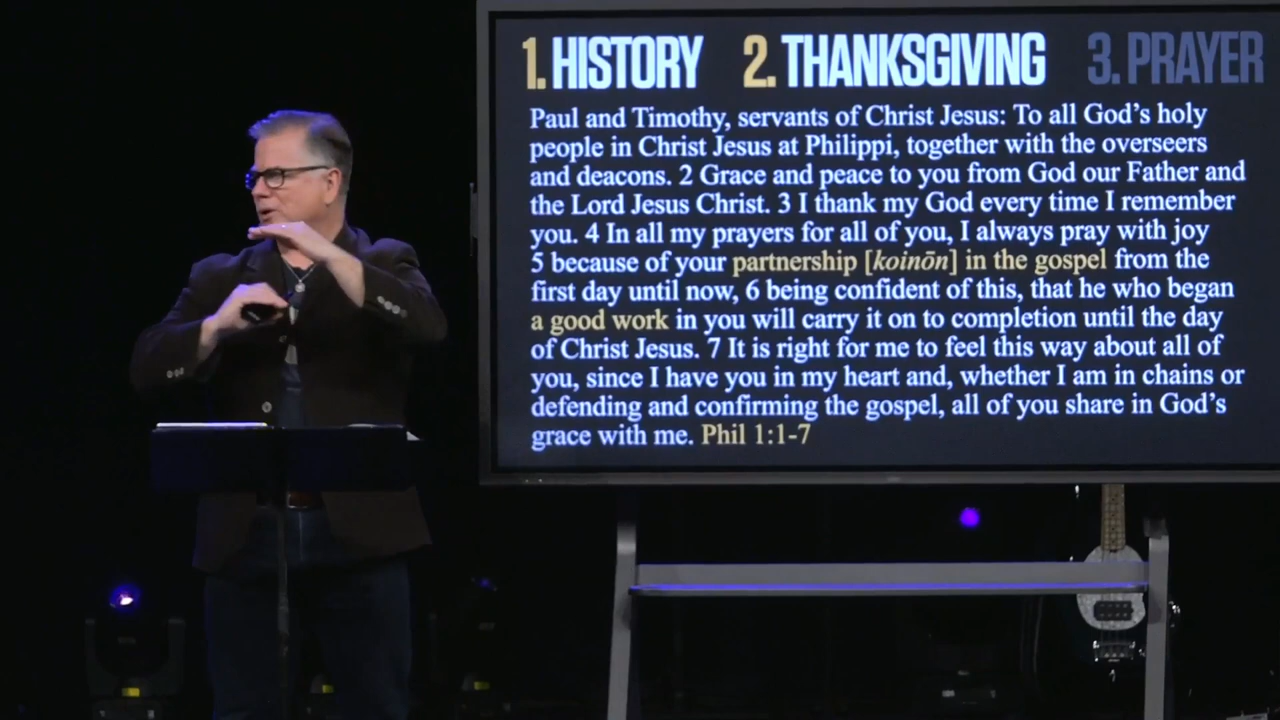 1. HISTORY 2. THANKSGIVING 3. PRAYER
Paul and Timothy, servants of Christ Jesus: To all God’s holy
people in Christ Jesus at Philippi, together with the overseers
and deacons. 2 Grace and peace to you from God our Father and
the Lord Jesus Christ. 3 I thank my God every time I remember
you. 4 In all my prayers for all of you, I always pray with joy
5 because of your partnership [koinōn] in the gospel from the
first day until now, 6 being confident of this, that he who began
a good work in you will carry it on to completion until the day
of Christ Jesus. 7 It is right for me to feel this way about all of
you, since I have you in my heart and, whether I am in chains or
defending and confirming the gospel, all of you share in God’s
grace with me. Phil 1:1-7